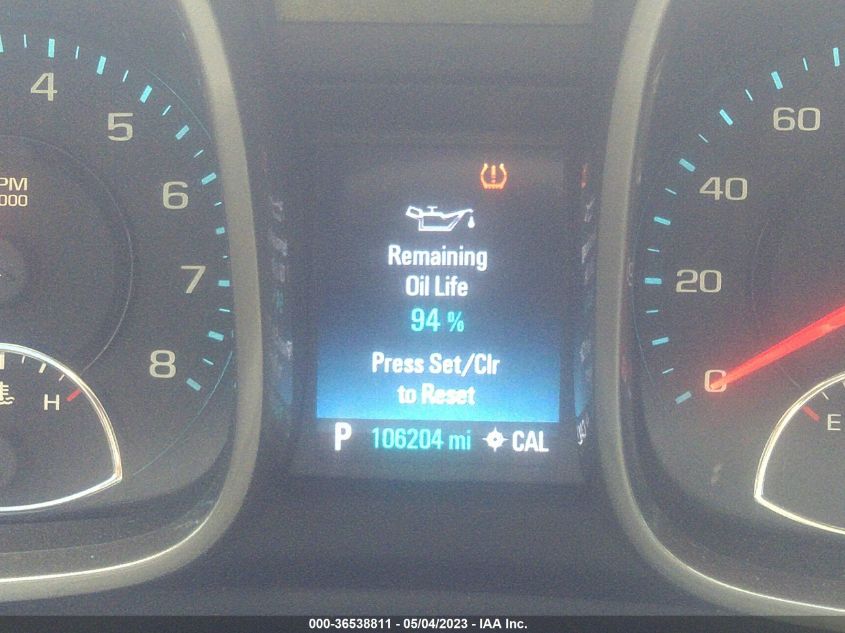 4
5
6
7
8
PM
000
H
Remaining
Oil Life
94 %
Press Set/Clr
to Reset
P 106204 mi CAL
60
40
20
0
E
000-36538811 - 05/04/2023 - IAA Inc.